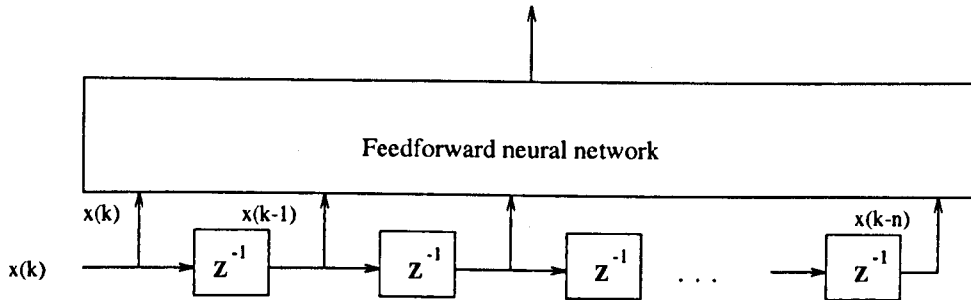 Feedforward neural network
x(k) x(k-1) x(k-n)
x(k) z^-1 z^-1 z^-1 . . . z^-1